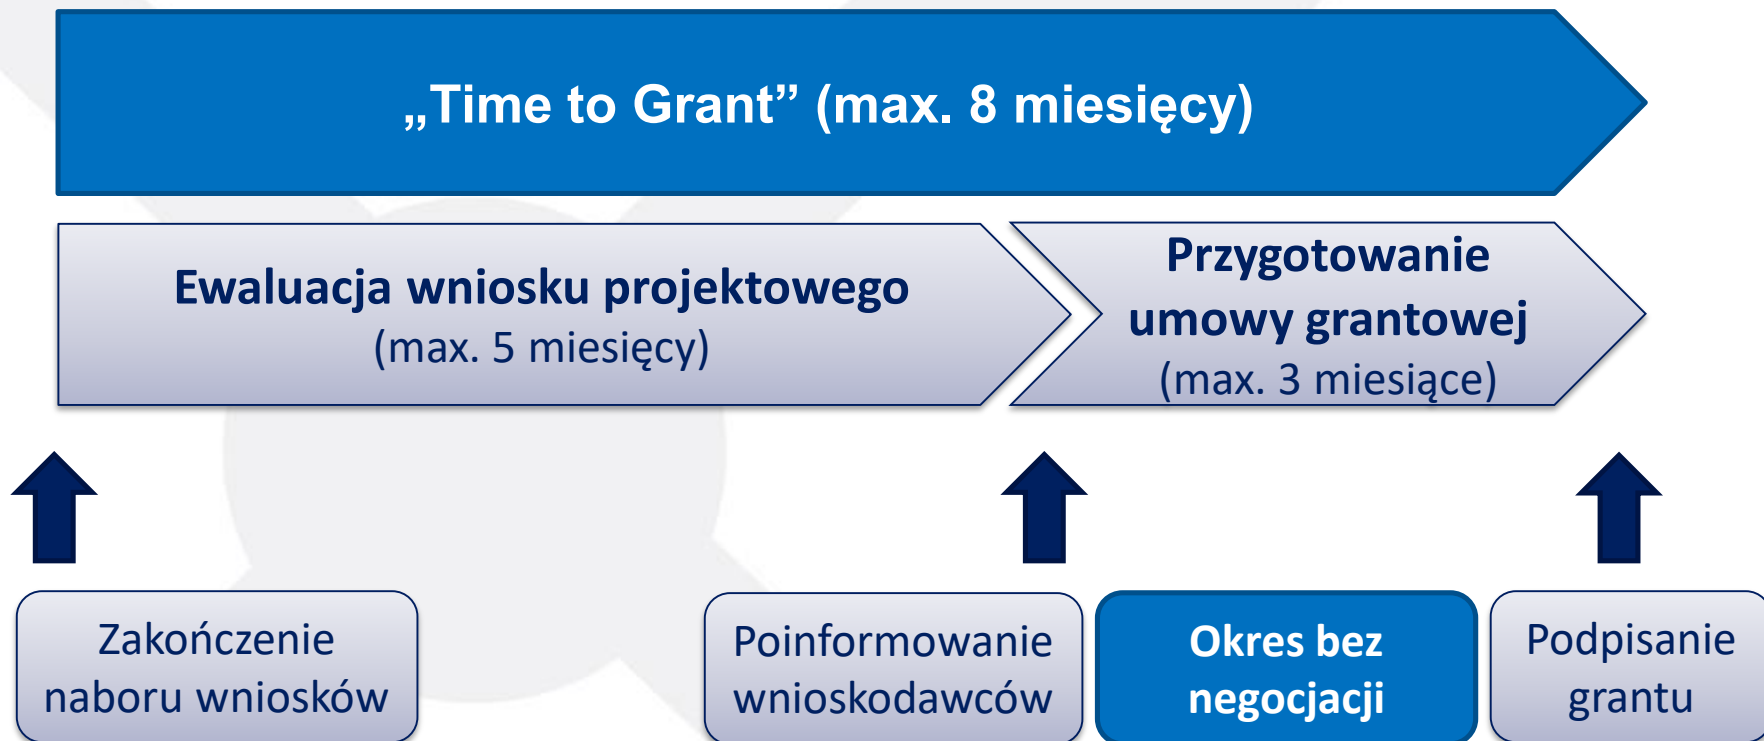 „Time to Grant” (max. 8 miesięcy)
Ewaluacja wniosku projektowego
(max. 5 miesięcy)
Przygotowanie
umowy grantowej
(max. 3 miesiące)
Zakończenie
naboru wniosków
Poinformowanie
wnioskodawców
Okres bez
negocjacji
Podpisanie
grantu